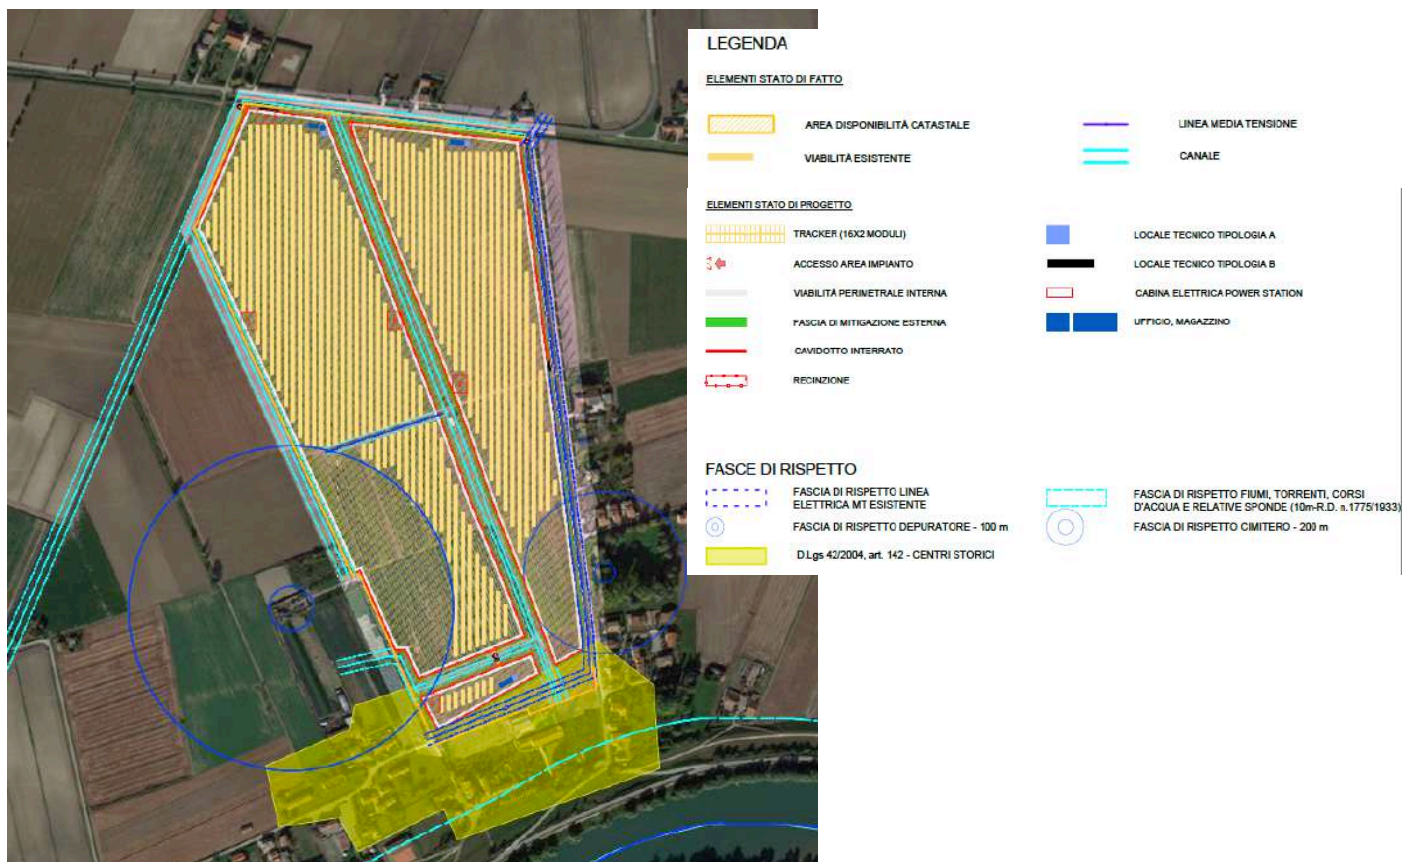 LEGENDA
ELEMENTI STATO DI FATTO
AREA DISPONIBILITÀ CATASTALE
LINEA MEDIA TENSIONE
VIABILITÀ ESISTENTE
CANALE
ELEMENTI STATO DI PROGETTO
TRACKER (16X2 MODULI)
LOCALE TECNICO TIPOLOGIA A
ACCESSO AREA IMPIANTO
LOCALE TECNICO TIPOLOGIA B
VIABILITÀ PERIMETRALE INTERNA
CABINA ELETTRICA POWER STATION
FASCIA DI MITIGAZIONE ESTERNA
UFFICIO, MAGAZZINO
CAVIDOTTO INTERRATO
RECINZIONE
FASCE DI RISPETTO
FASCIA DI RISPETTO LINEA
ELETTRICA MT ESISTENTE
FASCIA DI RISPETTO FIUMI, TORRENTI, CORSI
D'ACQUA E RELATIVE SPONDE (10m-R.D. n.1775/1933)
FASCIA DI RISPETTO DEPURATORE - 100 m
FASCIA DI RISPETTO CIMITERO - 200 m
D.Lgs 42/2004, art. 142 - CENTRI STORICI